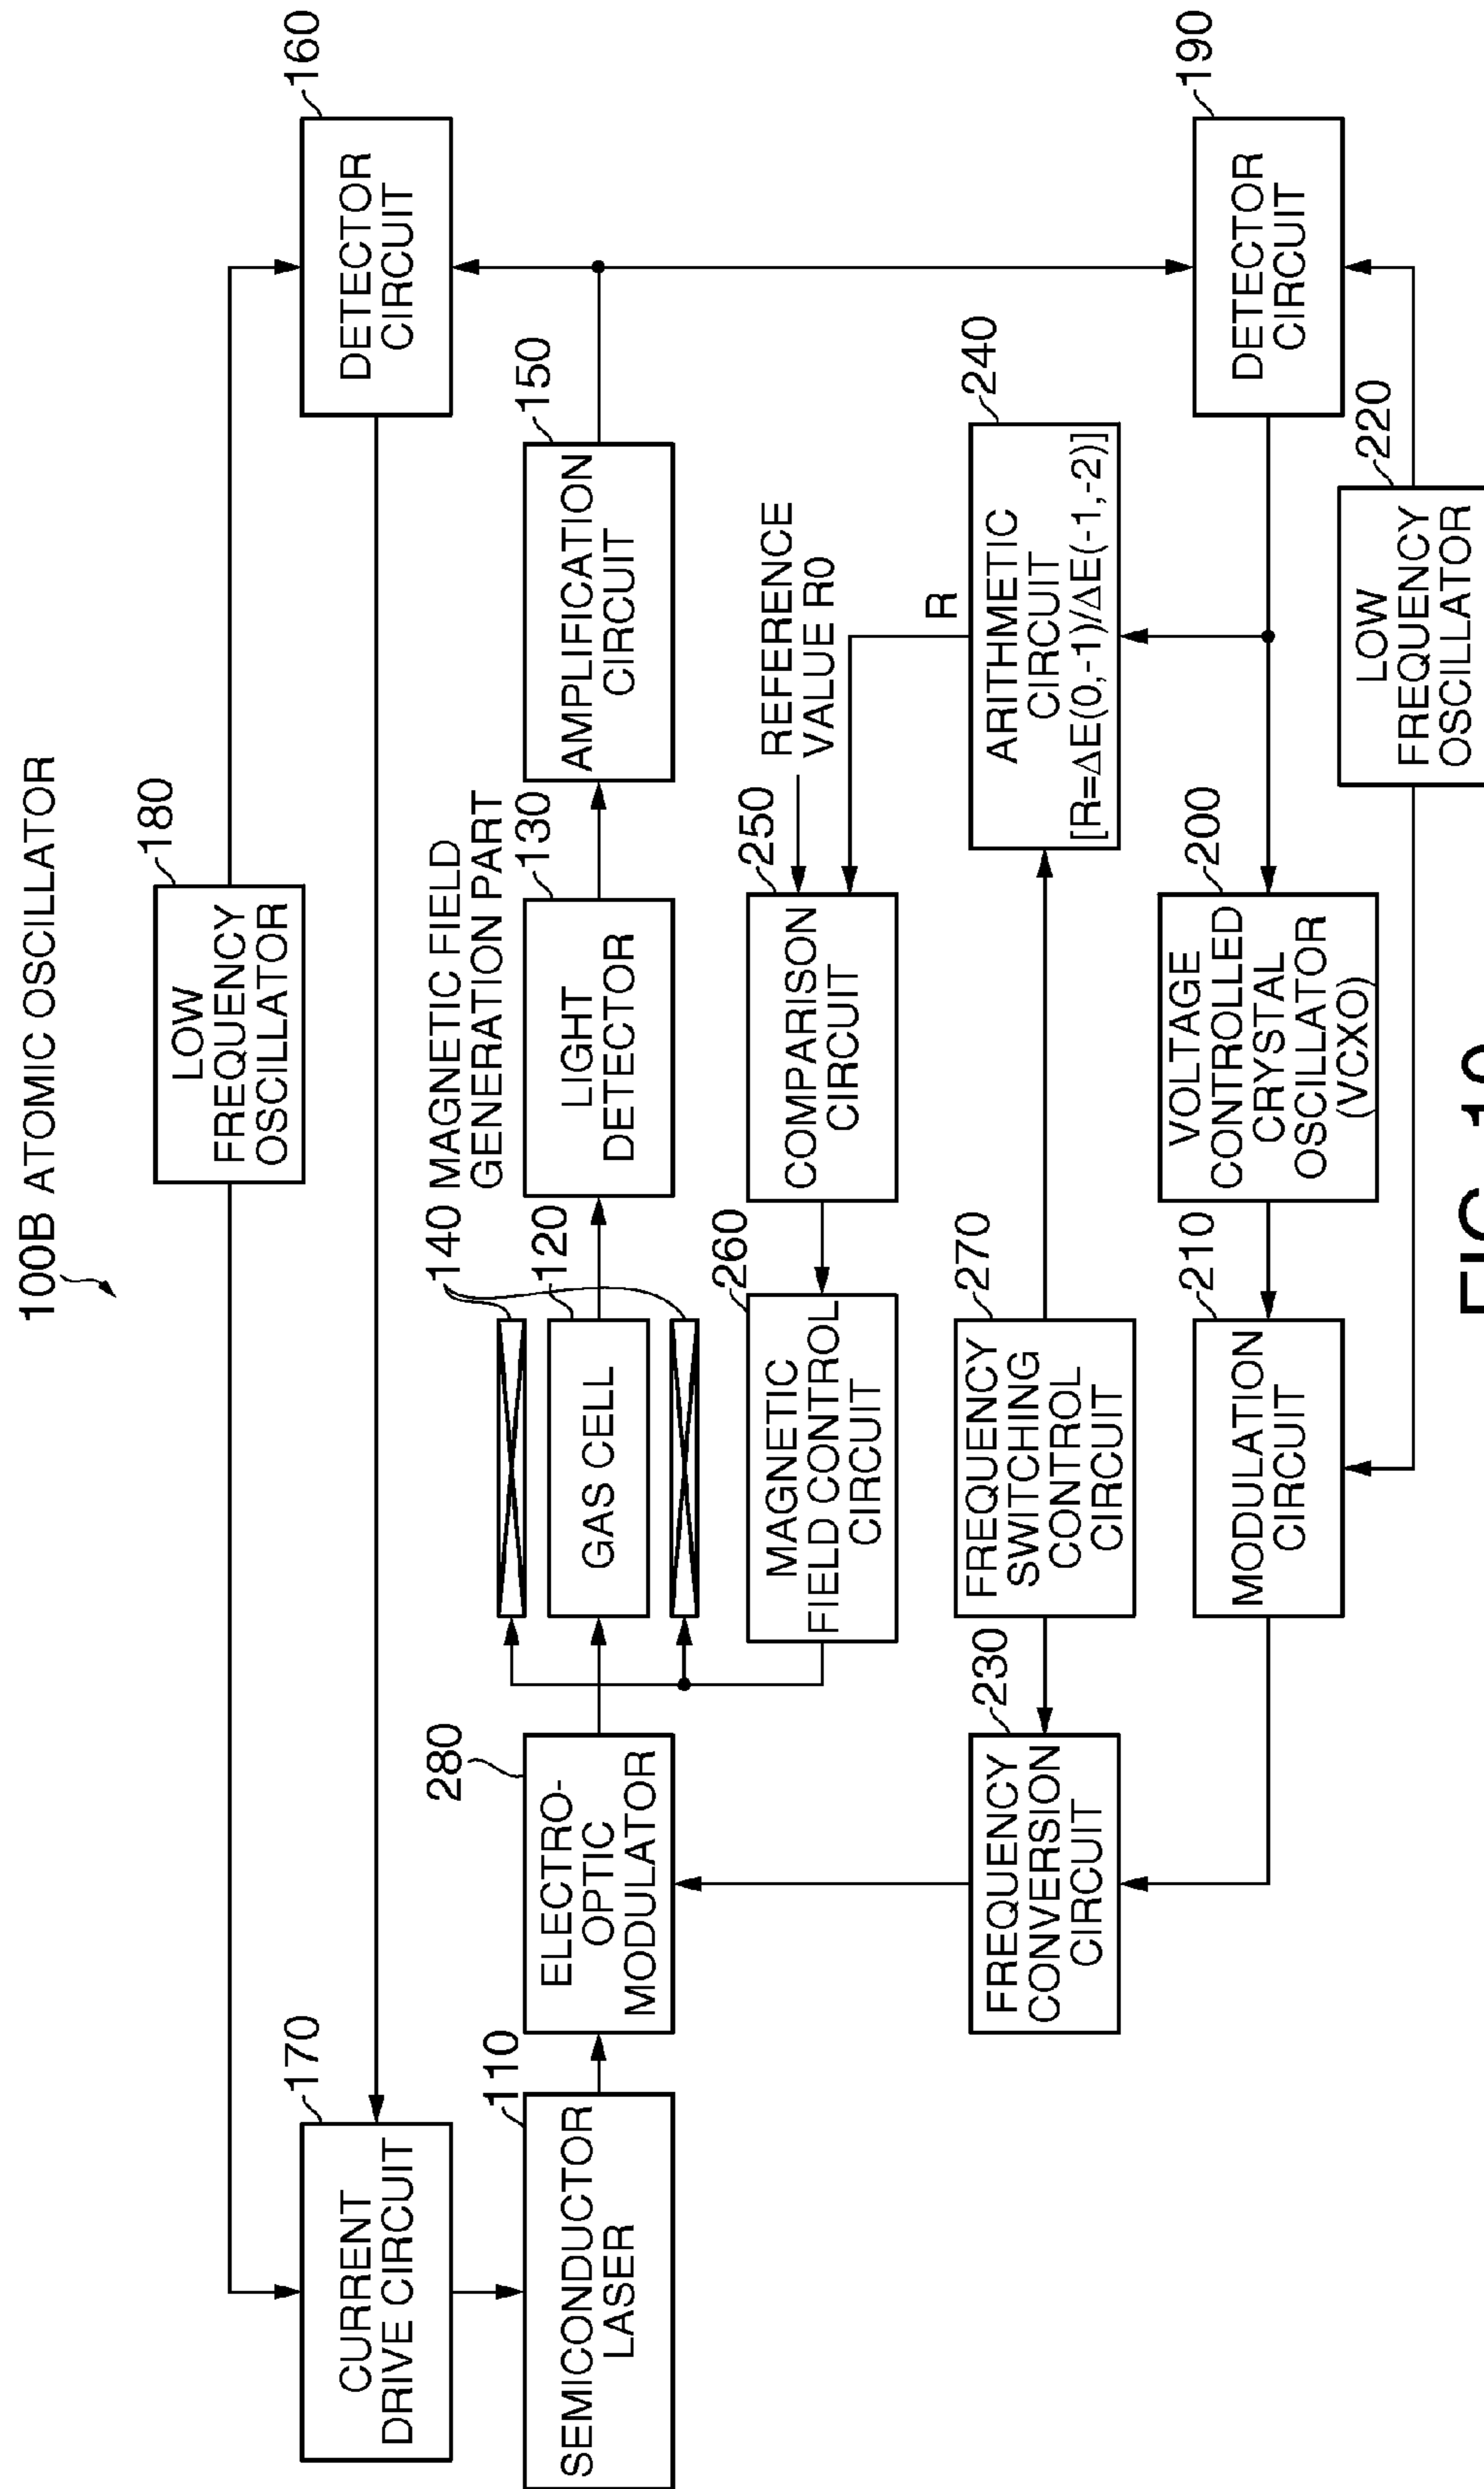 100B ATOMIC OSCILLATOR
180
LOW
FREQUENCY
OSCILLATOR
170
CURRENT
DRIVE CIRCUIT
160
DETECTOR
CIRCUIT
140 MAGNETIC FIELD
GENERATION PART
110
SEMICONDUCTOR
LASER
280
ELECTRO-
OPTIC
MODULATOR
120
GAS CELL
130
LIGHT
DETECTOR
150
AMPLIFICATION
CIRCUIT
260
MAGNETIC
FIELD CONTROL
CIRCUIT
250
COMPARISON
CIRCUIT
REFERENCE
VALUE R0
R
230
FREQUENCY
CONVERSION
CIRCUIT
270
FREQUENCY
SWITCHING
CONTROL
CIRCUIT
240
ARITHMETIC
CIRCUIT
[R=ΔE(0,-1)/ΔE(-1,-2)]
210
MODULATION
CIRCUIT
200
VOLTAGE
CONTROLLED
CRYSTAL
OSCILLATOR
(VCXO)
190
DETECTOR
CIRCUIT
220
LOW
FREQUENCY
OSCILLATOR